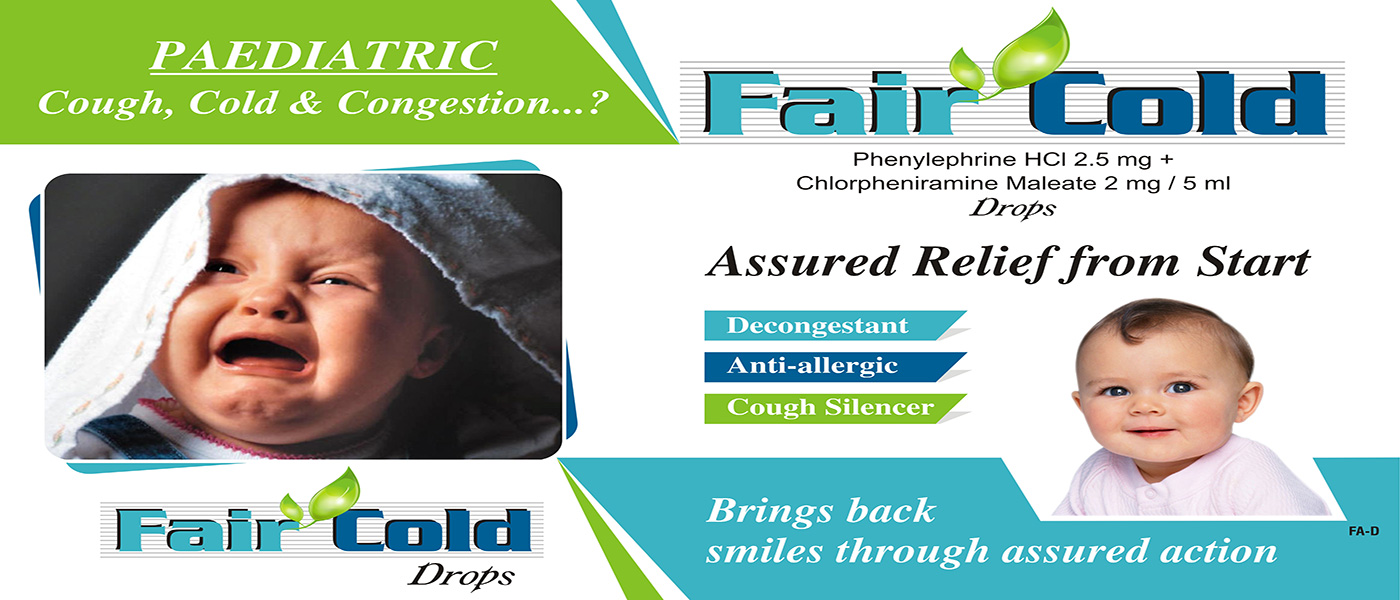 PAEDIATRIC
Cough, Cold & Congestion...?
Fair Cold
Drops
Fair Cold
Phenylephrine HCl 2.5 mg +
Chlorpheniramine Maleate 2 mg / 5 ml
Drops
Assured Relief from Start
Decongestant
Anti-allergic
Cough Silencer
Brings back
smiles through assured action
FA-D